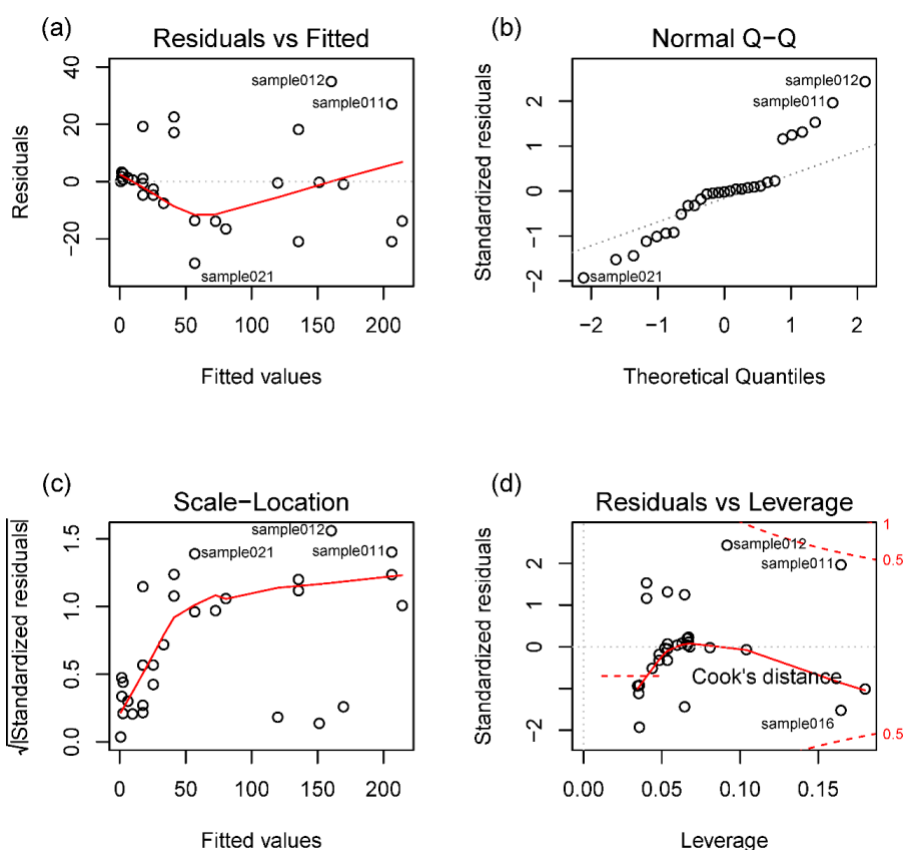 (a)
Residuals vs Fitted
Residuals
40
20
0
−20
sample012
sample011
sample021
0 50 100 150 200
Fitted values
(b)
Normal Q−Q
Standardized residuals
2
1
0
−1
−2
sample012
sample011
sample021
−2 −1 0 1 2
Theoretical Quantiles
(c)
Scale−Location
√|Standardized residuals|
1.5
1.0
0.5
0.0
sample012
sample021
sample011
0 50 100 150 200
Fitted values
(d)
Residuals vs Leverage
Standardized residuals
2
1
0
−1
−2
sample012
sample011
Cook's distance
sample016
1
0.5
0.5
0.00 0.05 0.10 0.15
Leverage